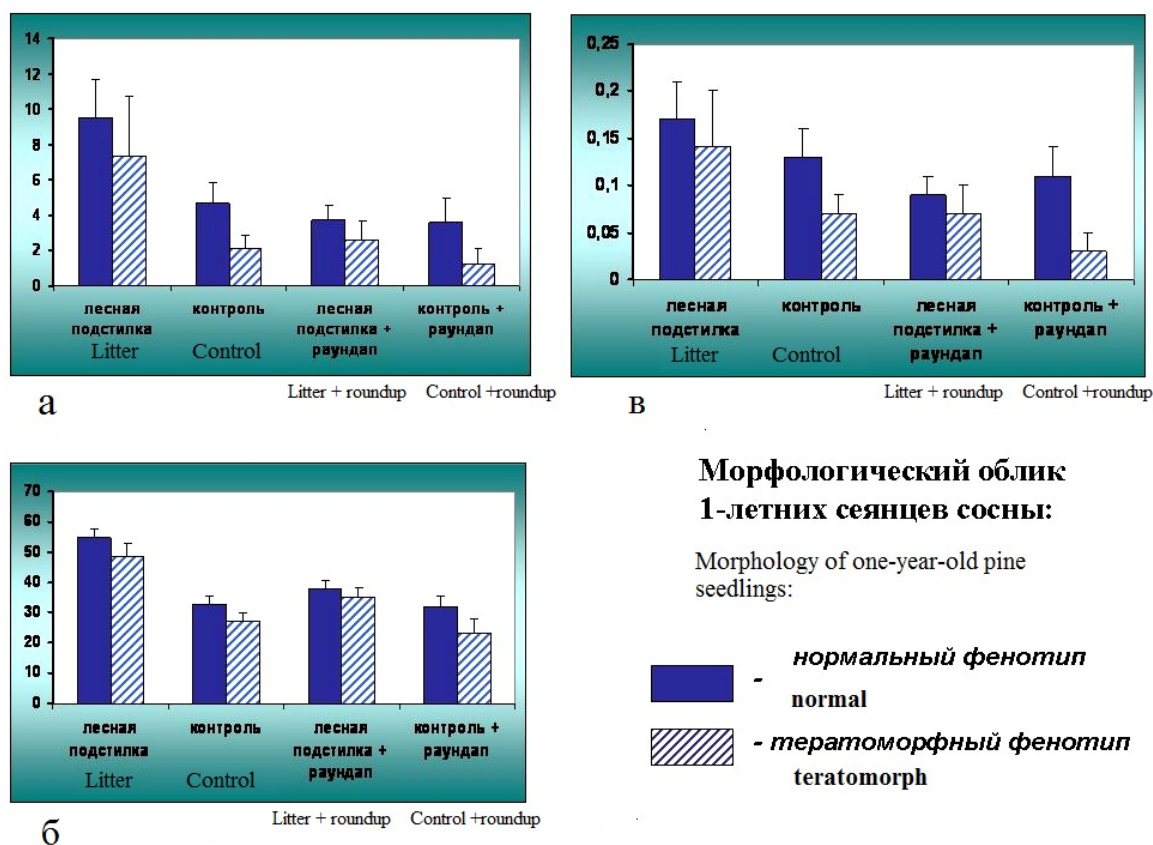 14
12
10
8
6
4
2
0
лесная
подстилка
контроль
лесная
подстилка +
раундап
контроль +
раундап
Litter
Control
Litter + roundup
Control +roundup
а
0,25
0,2
0,15
0,1
0,05
0
лесная
подстилка
контроль
лесная
подстилка +
раундап
контроль +
раундап
Litter
Control
Litter + roundup
Control +roundup
в
70
60
50
40
30
20
10
0
лесная
подстилка
контроль
лесная
подстилка +
раундап
контроль +
раундап
Litter
Control
Litter + roundup
Control +roundup
б
Морфологический облик
1-летних сеянцев сосны:
Morphology of one-year-old pine
seedlings:
- нормальный фенотип
normal
- тератоморфный фенотип
teratomorph